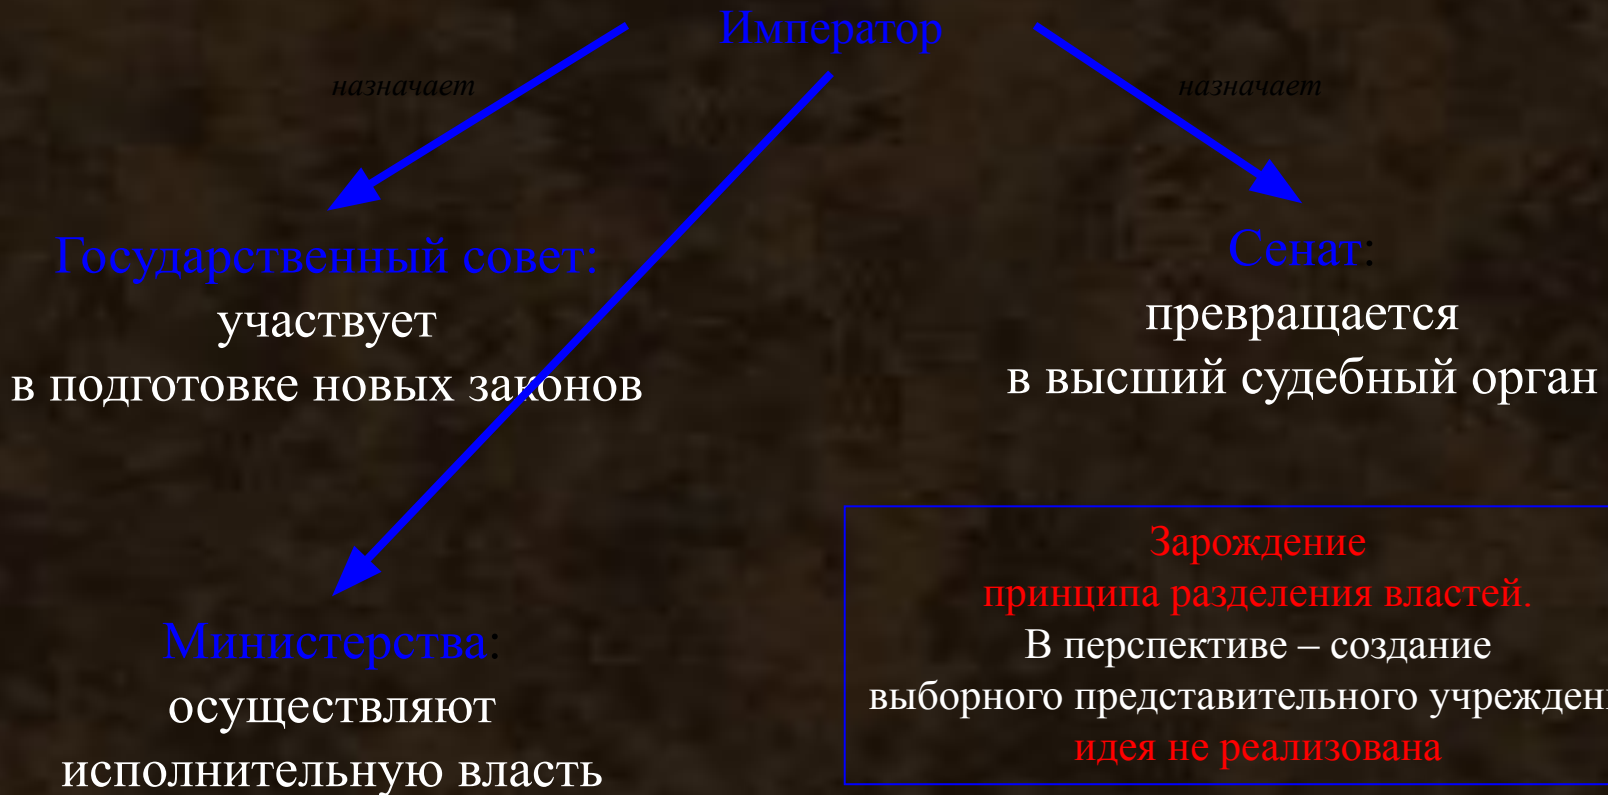 Император
назначает
назначает
Государственный совет:
участвует
в подготовке новых законов
Сенат:
превращается
в высший судебный орган
Министерства:
осуществляют
исполнительную власть
Зарождение
принципа разделения властей.
В перспективе – создание
выборного представительного
идея не реализована